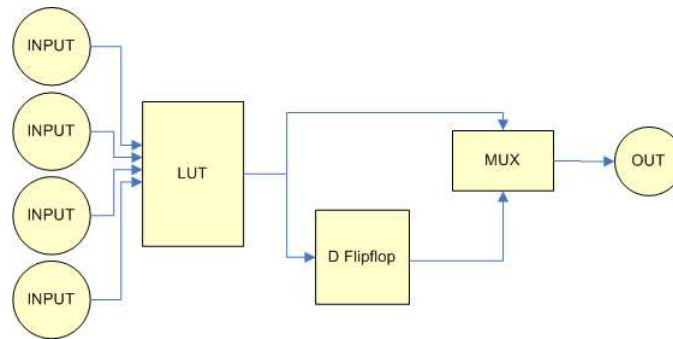 INPUT
INPUT
INPUT
INPUT
LUT
D Flipflop
MUX
OUT